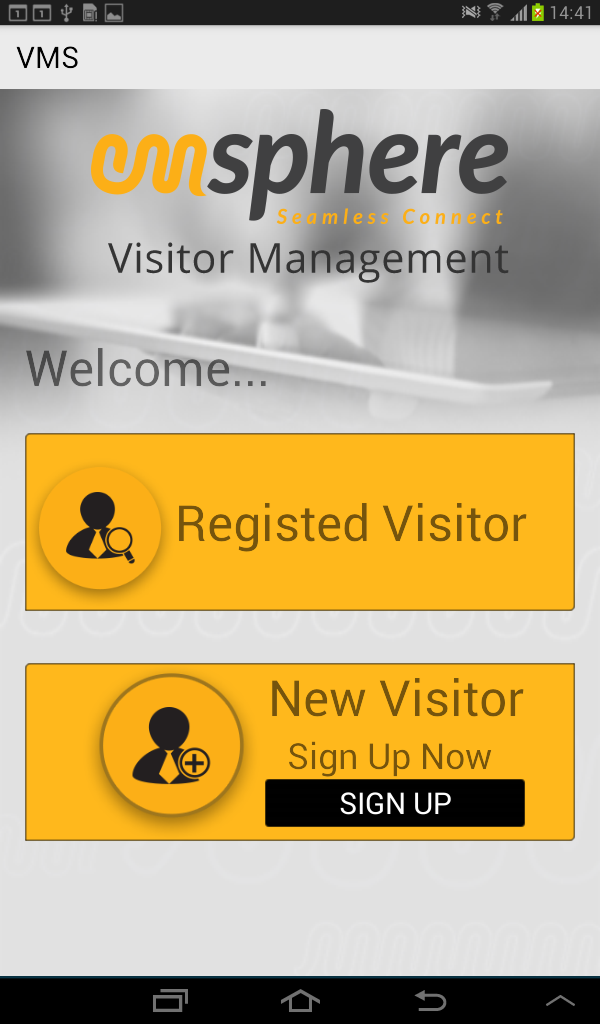 1 1 14:41
VMS
emsphere
Seamless Connect
Visitor Management
Welcome...
Registed Visitor
New Visitor
Sign Up Now
SIGN UP